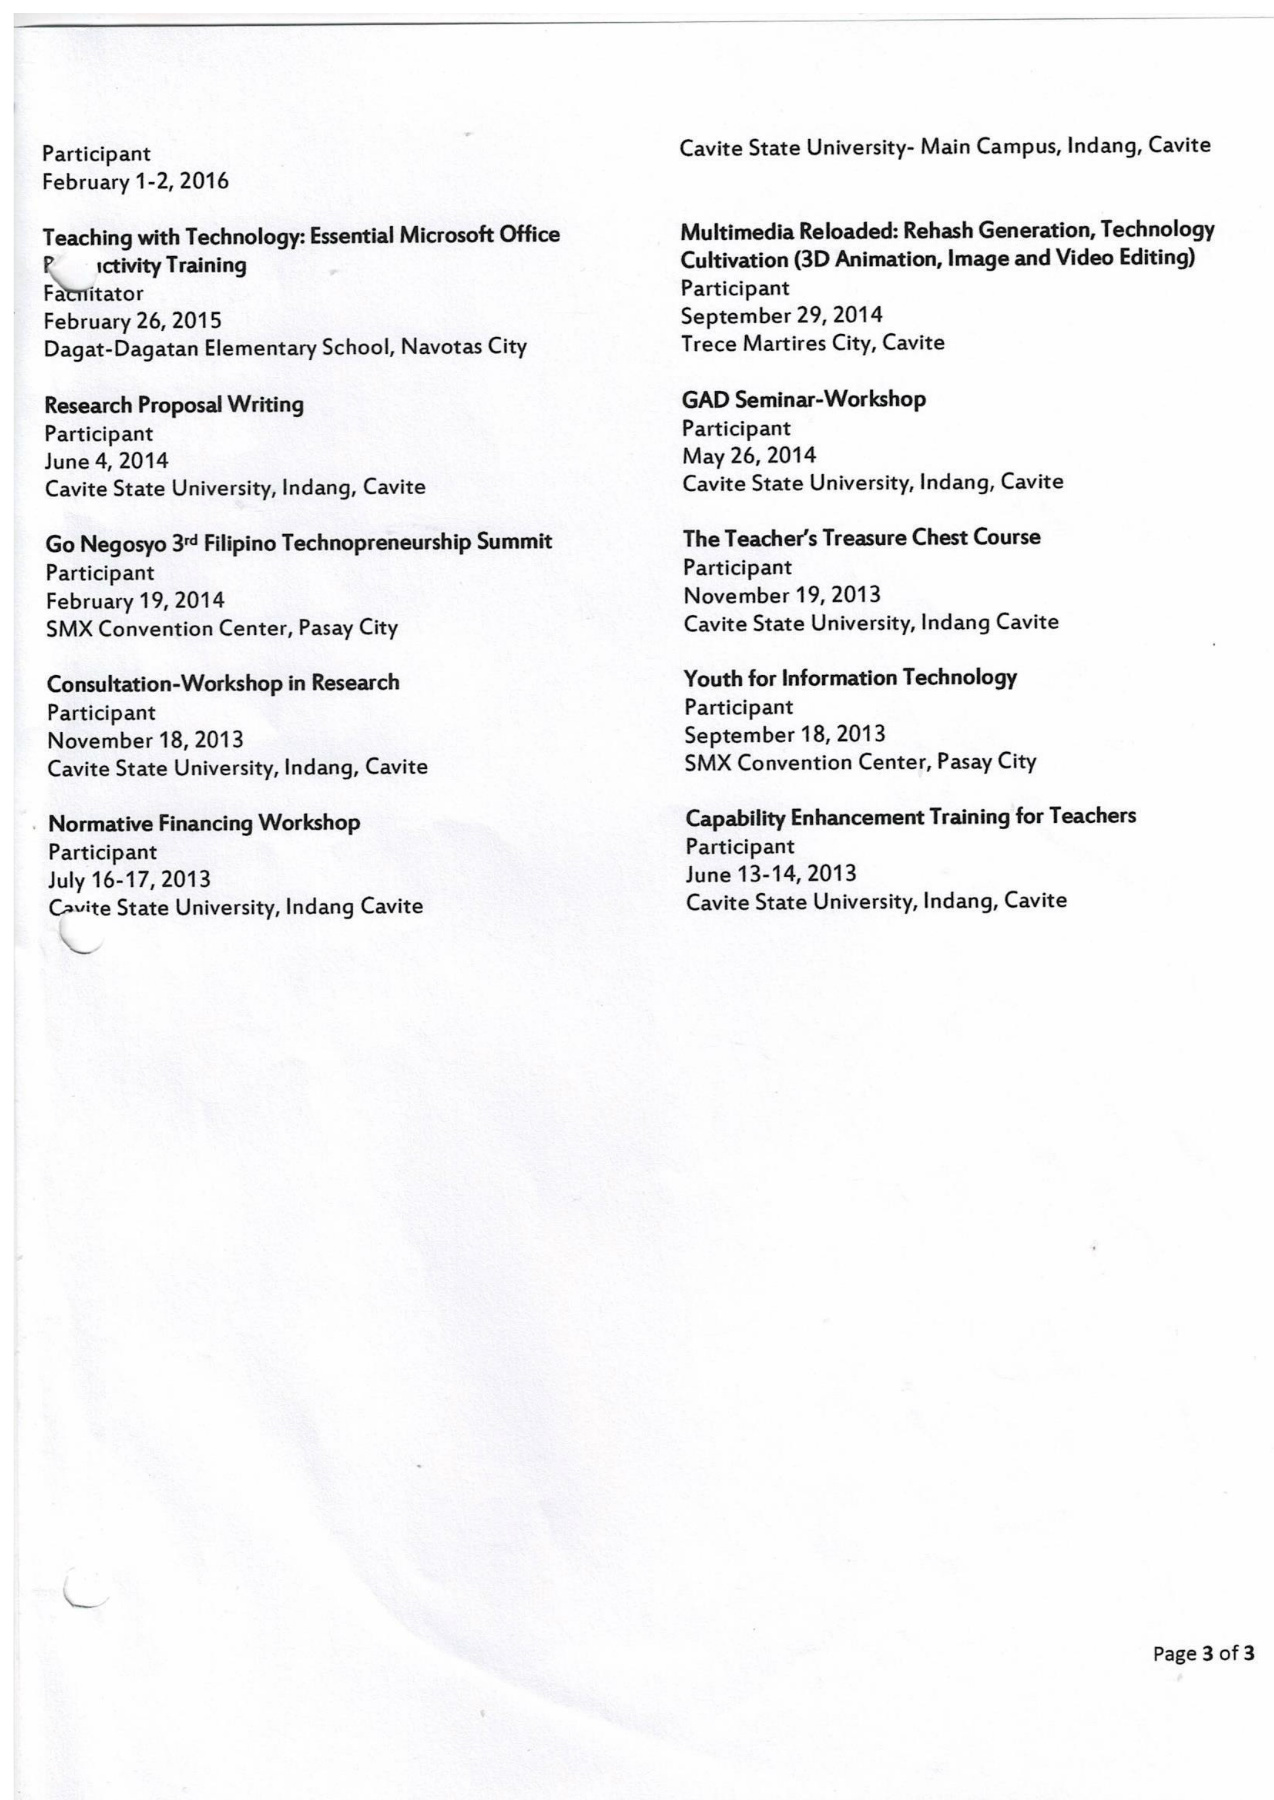 Participant
February 1-2, 2016
Teaching with Technology: Essential Microsoft Office
Training
Facilitator
February 26, 2015
Dagat-Dagatan Elementary School, Navotas City
Research Proposal Writing
Participant
June 4, 2014
Cavite State University, Indang, Cavite
Go Negosyo 3rd Filipino Technopreneurship Summit
Participant
February 19, 2014
SMX Convention Center, Pasay City
Consultation-Workshop in Research
Participant
November 18, 2013
Cavite State University, Indang, Cavite
Normative Financing Workshop
Participant
July 16-17, 2013
Cavite State University, Indang Cavite
Cavite State University- Main Campus, Indang, Cavite
Multimedia Reloaded: Rehash Generation, Technology
Cultivation (3D Animation, Image and Video Editing)
Participant
September 29, 2014
Trece Martires City, Cavite
GAD Seminar-Workshop
Participant
May 26, 2014
Cavite State University, Indang, Cavite
The Teacher's Treasure Chest Course
Participant
November 19, 2013
Cavite State University, Indang Cavite
Youth for Information Technology
Participant
September 18, 2013
SMX Convention Center, Pasay City
Capability Enhancement Training for Teachers
Participant
June 13-14, 2013
Cavite State University, Indang, Cavite
Page 3 of 3